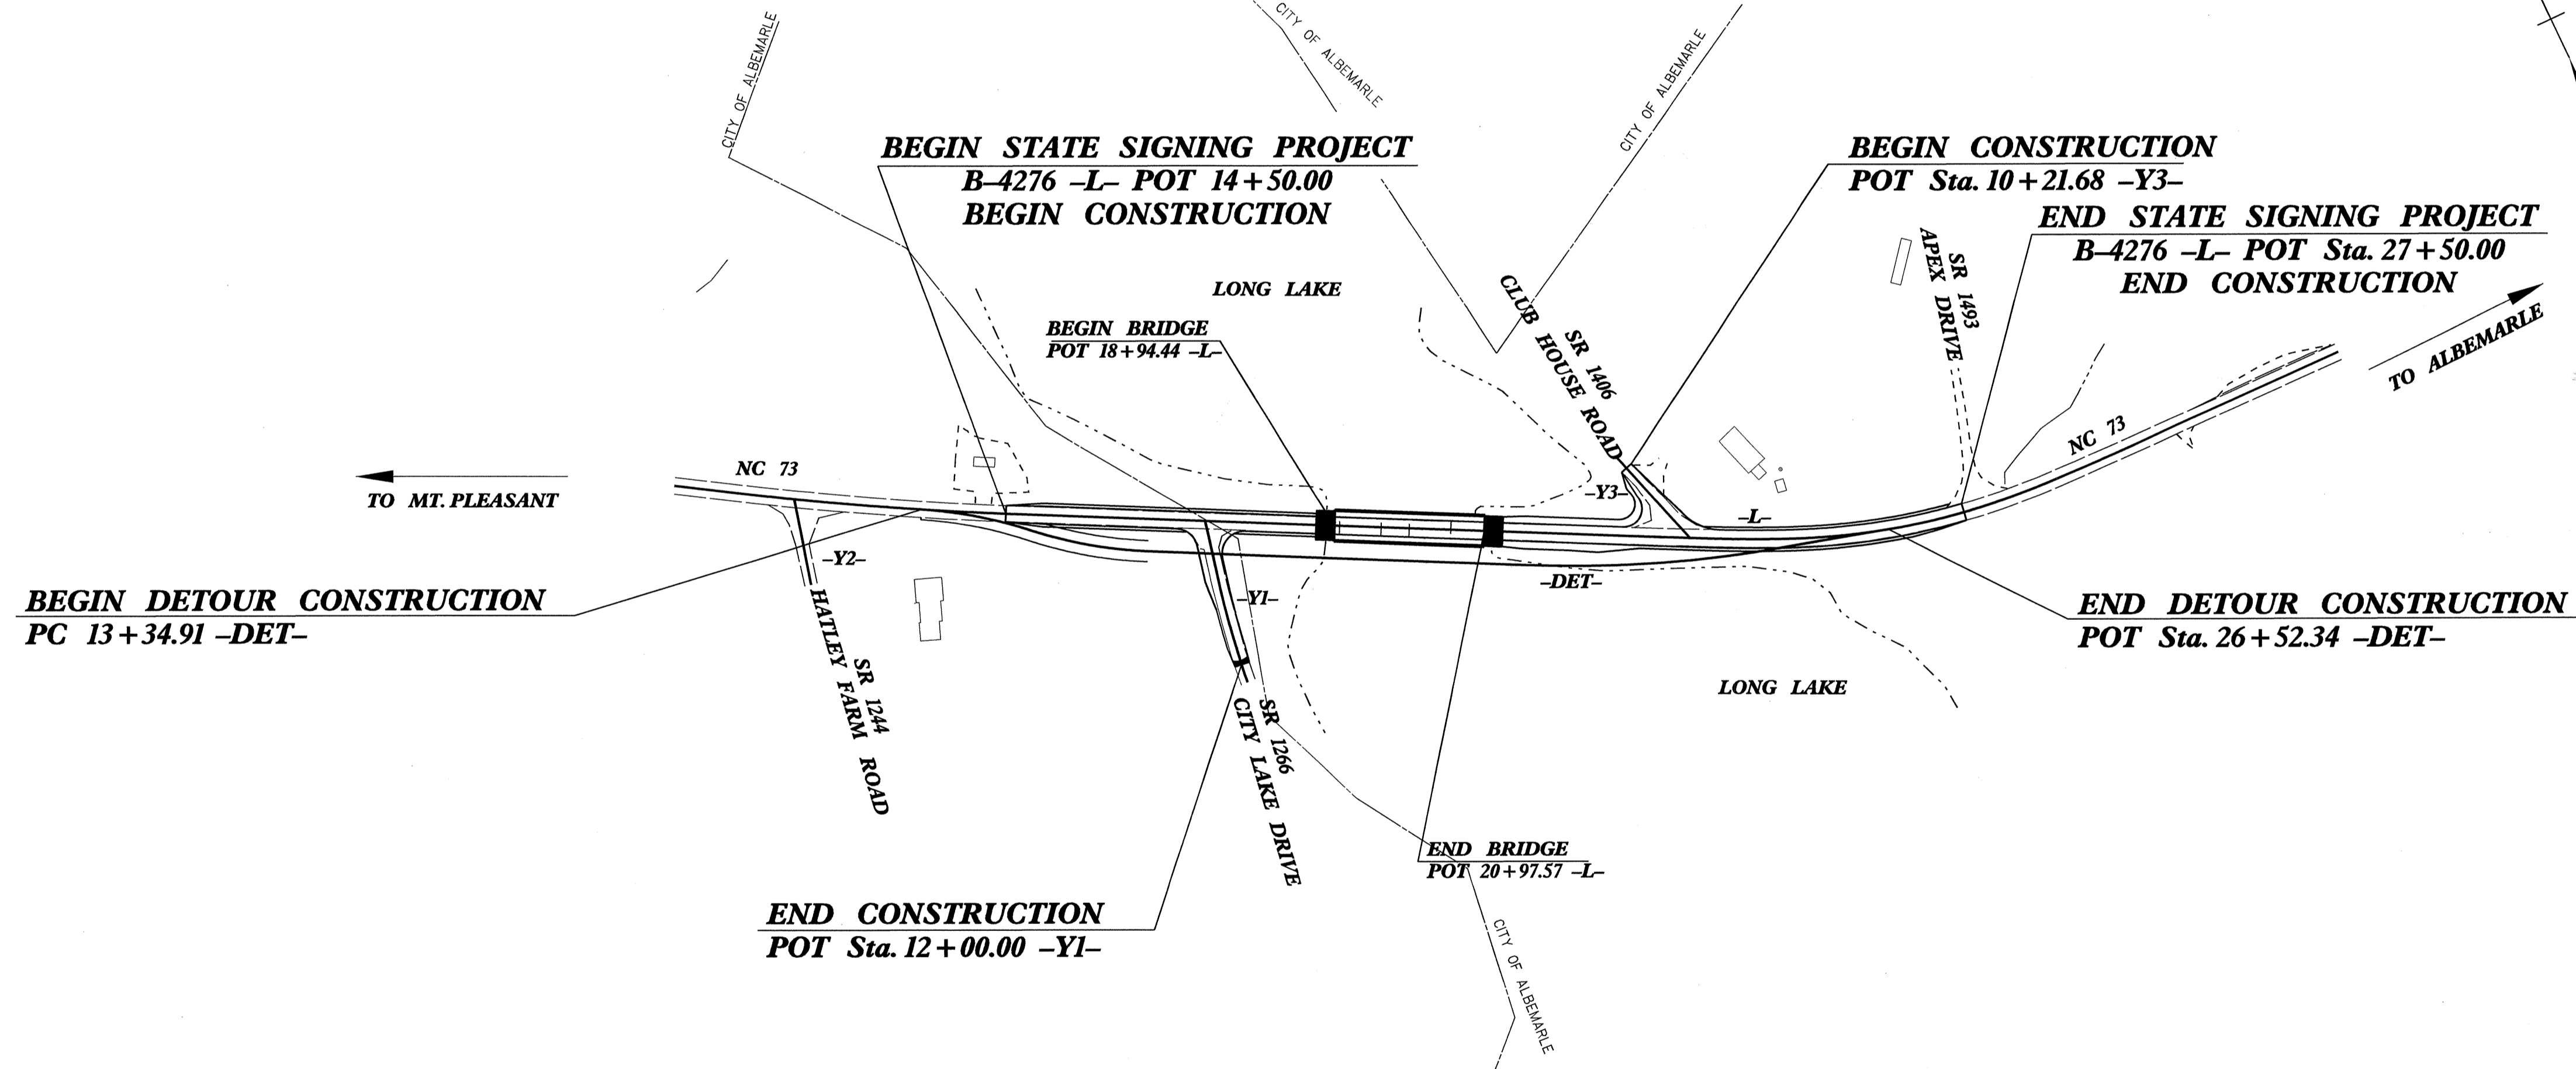 CITY OF ALBEMARLE
CITY OF ALBEMARLE
CITY OF ALBEMARLE
BEGIN STATE SIGNING PROJECT
B-4276 -L- POT 14+50.00
BEGIN CONSTRUCTION
BEGIN CONSTRUCTION
POT Sta. 10+21.68 -Y3-
END STATE SIGNING PROJECT
B-4276 -L- POT Sta. 27+50.00
END CONSTRUCTION
LONG LAKE
BEGIN BRIDGE
POT 18+94.44 -L-
SR 1406
CLUB HOUSE ROAD
SR 1493
APEX DRIVE
TO ALBEMARLE
NC 73
NC 73
TO MT. PLEASANT
-Y3-
-L-
-Y2-
-DET-
-Y1-
BEGIN DETOUR CONSTRUCTION
PC 13+34.91 -DET-
END DETOUR CONSTRUCTION
POT Sta. 26+52.34 -DET-
SR 1244
HATLEY FARM ROAD
SR 1266
CITY LAKE DRIVE
LONG LAKE
END BRIDGE
POT 20+97.57 -L-
END CONSTRUCTION
POT Sta. 12+00.00 -Y1-
CITY OF ALBEMARLE